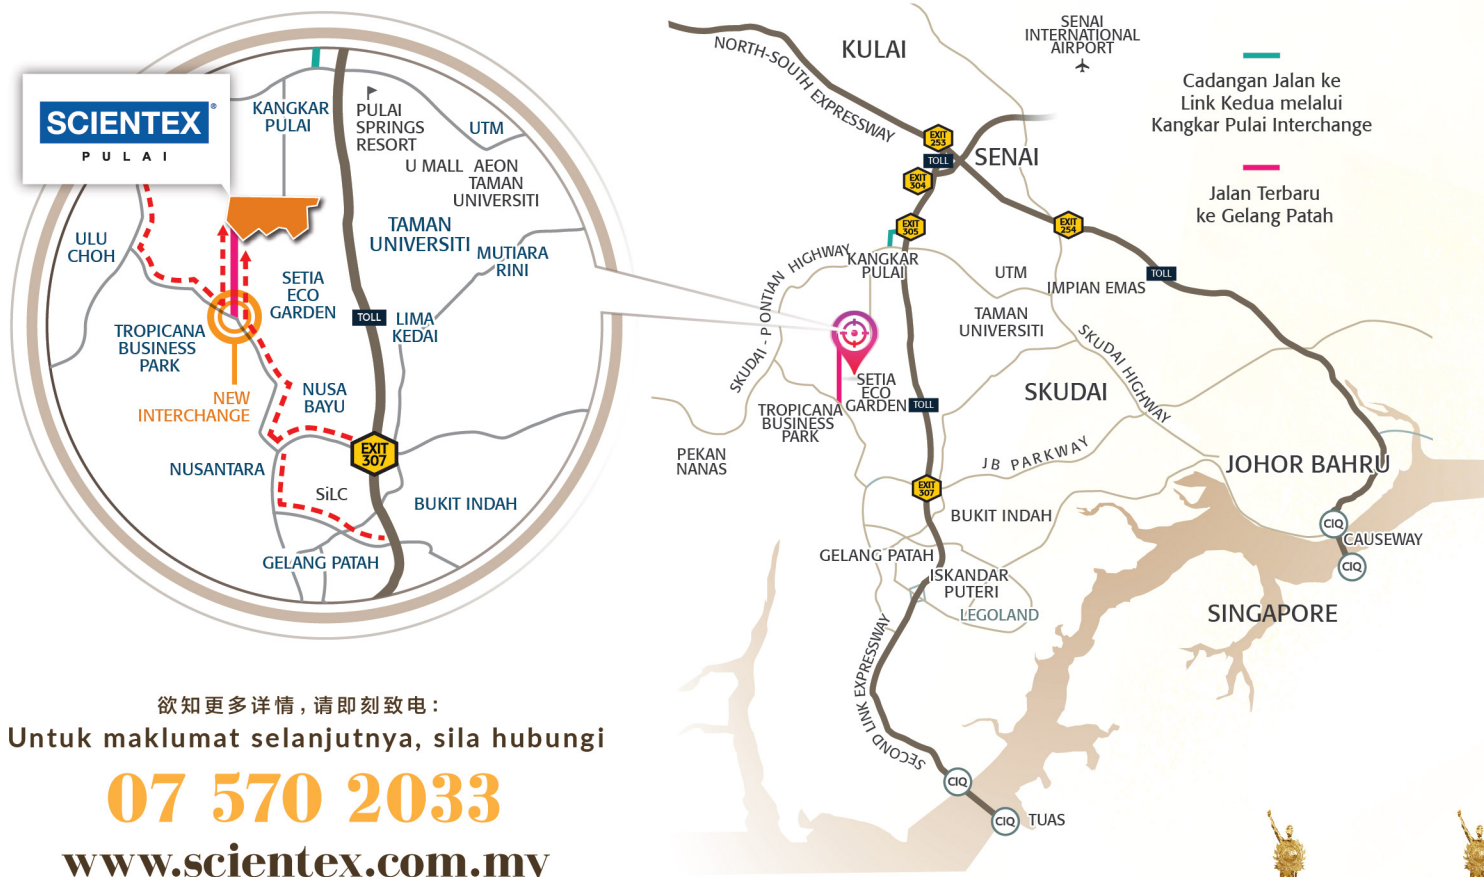 SCIENTEX®
PULAI
KANGKAR
PULAI
PULAI
SPRINGS
RESORT
UTM
U MALL
AEON
TAMAN
UNIVERSITI
TAMAN
UNIVERSITI
MUTIARA
RINI
ULU
CHOH
SETIA
ECO
GARDEN
TOLL
LIMA
KEDAI
TROPICANA
BUSINESS
PARK
NEW
INTERCHANGE
NUSA
BAYU
EXIT
307
NUSANTARA
SiLC
BUKIT INDAH
GELANG PATAH
欲知更多详情,请即刻致电:
Untuk maklumat selanjutnya, sila hubungi
07 570 2033
www.scientex.com.my
KULAI
SENAI
INTERNATIONAL
AIRPORT
NORTH-SOUTH EXPRESSWAY
EXIT
253
TOLL
SENAI
EXIT
304
EXIT
305
EXIT
254
SKUDAI - PONTIAN HIGHWAY
KANGKAR
PULAI
UTM
IMPIAN EMAS
TOLL
TAMAN
UNIVERSITI
SKUDAI HIGHWAY
SETIA
ECO
GARDEN
TOLL
SKUDAI
TROPICANA
BUSINESS
PARK
PEKAN
NANAS
JB PARKWAY
JOHOR BAHRU
EXIT
307
BUKIT INDAH
CIQ
CAUSEWAY
CIQ
GELANG PATAH
ISKANDAR
PUTERI
LEGOLAND
SINGAPORE
SECOND LINK EXPRESSWAY
CIQ
CIQ
TUAS
Cadangan Jalan ke
Link Kedua melalui
Kangkar Pulai Interchange
Jalan Terbaru
ke Gelang Patah